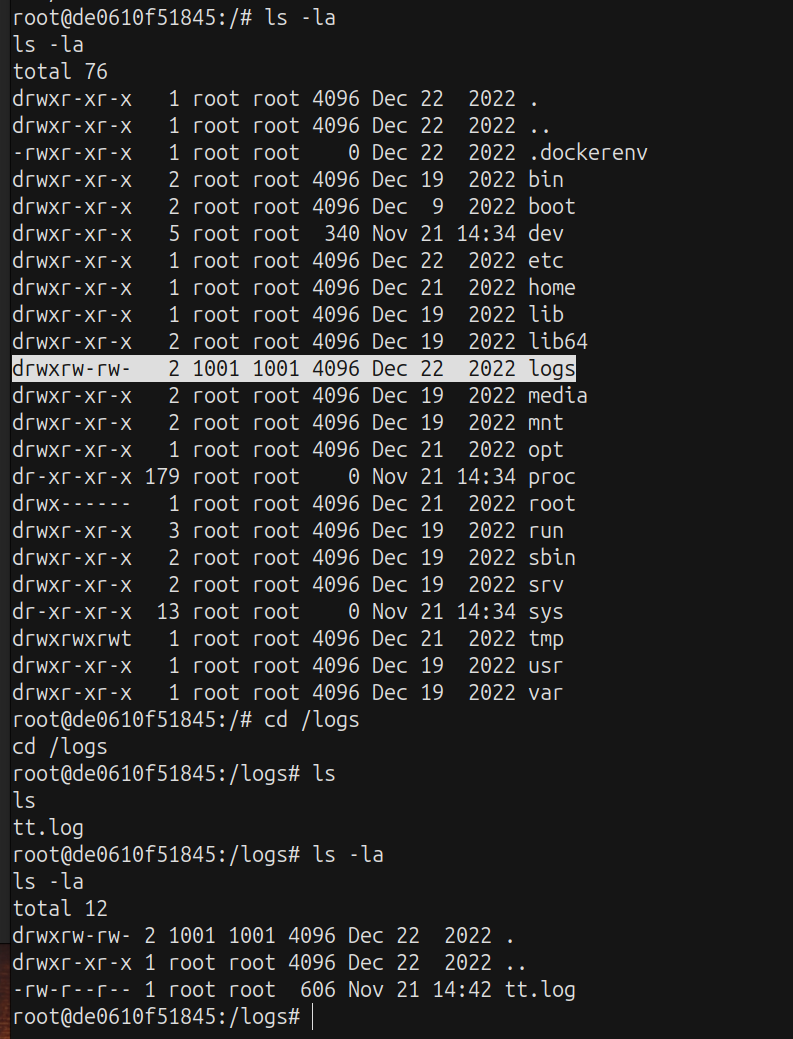 root@de0610f51845:/# ls -la
ls -la
total 76
drwxr-xr-x   1 root root 4096 Dec 22  2022 .
drwxr-xr-x   1 root root 4096 Dec 22  2022 ..
-rwxr-xr-x   1 root root    0 Dec 22  2022 .dockerenv
drwxr-xr-x   2 root root 4096 Dec 19  2022 bin
drwxr-xr-x   2 root root 4096 Dec  9  2022 boot
drwxr-xr-x   5 root root  340 Nov 21 14:34 dev
drwxr-xr-x   1 root root 4096 Dec 22  2022 etc
drwxr-xr-x   1 root root 4096 Dec 21  2022 home
drwxr-xr-x   1 root root 4096 Dec 19  2022 lib
drwxr-xr-x   2 root root 4096 Dec 19  2022 lib64
drwxrw-rw-   2 1001 1001 4096 Dec 22  2022 logs
drwxr-xr-x   2 root root 4096 Dec 19  2022 media
drwxr-xr-x   2 root root 4096 Dec 19  2022 mnt
drwxr-xr-x   1 root root 4096 Dec 21  2022 opt
dr-xr-xr-x 179 root root    0 Nov 21 14:34 proc
drwx------   1 root root 4096 Dec 21  2022 root
drwxr-xr-x   3 root root 4096 Dec 19  2022 run
drwxr-xr-x   2 root root 4096 Dec 19  2022 sbin
drwxr-xr-x   2 root root 4096 Dec 19  2022 srv
dr-xr-xr-x  13 root root    0 Nov 21 14:34 sys
drwxrwxrwt   1 root root 4096 Dec 21  2022 tmp
drwxr-xr-x   1 root root 4096 Dec 19  2022 usr
drwxr-xr-x   1 root root 4096 Dec 19  2022 var
root@de0610f51845:/# cd /logs
cd /logs
root@de0610f51845:/logs# ls
ls
tt.log
root@de0610f51845:/logs# ls -la
ls -la
total 12
drwxrw-rw- 2 1001 1001 4096 Dec 22  2022 .
drwxr-xr-x 1 root root 4096 Dec 22  2022 ..
-rw-r--r-- 1 root root  606 Nov 21 14:42 tt.log
root@de0610f51845:/logs#